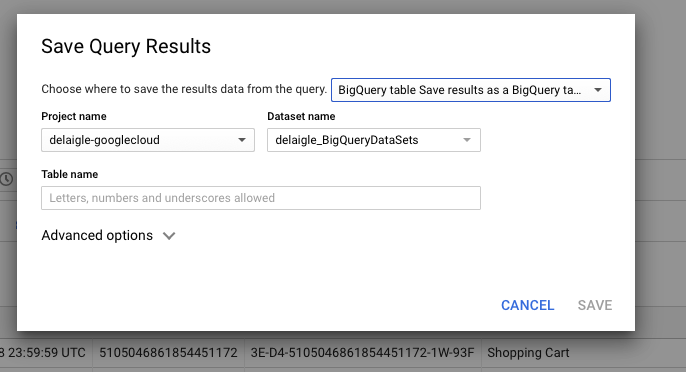 Save Query Results
Choose where to save the results data from the query. BigQuery table Save results as a BigQuery ta...
Project name Dataset name
delaigle-googlecloud delaigle_BigQueryDataSets
Table name
Letters, numbers and underscores allowed
Advanced options
CANCEL SAVE
8 23:59:59 UTC 5105046861854451172 3E-D4-5105046861854451172-1W-93F Shopping Cart